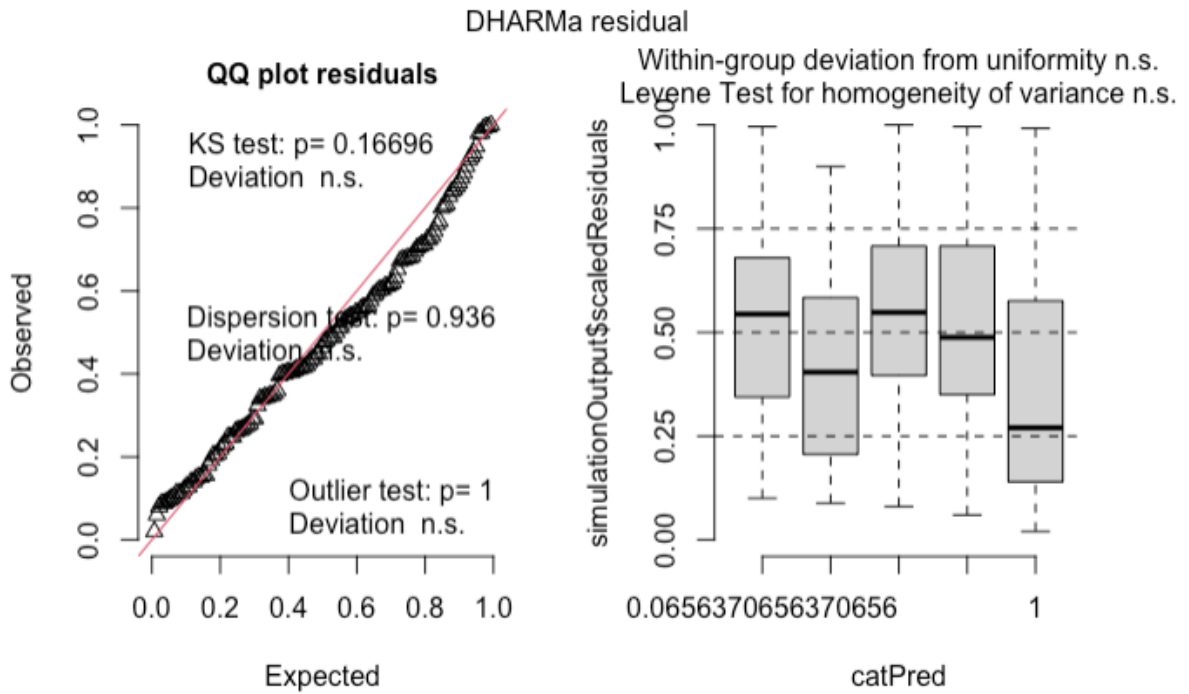 DHARMa residual
QQ plot residuals
KS test: p= 0.16696
Deviation n.s.
Dispersion test: p= 0.936
Deviation n.s.
Outlier test: p= 1
Deviation n.s.
Observed
0.0 0.2 0.4 0.6 0.8 1.0
0.0 0.2 0.4 0.6 0.8 1.0
Expected
Within-group deviation from uniformity n.s.
Levene Test for homogeneity of variance n.s.
simulationOutput$scaledResiduals
0.00 0.25 0.50 0.75 1.00
0.0656370656370656 1
catPred